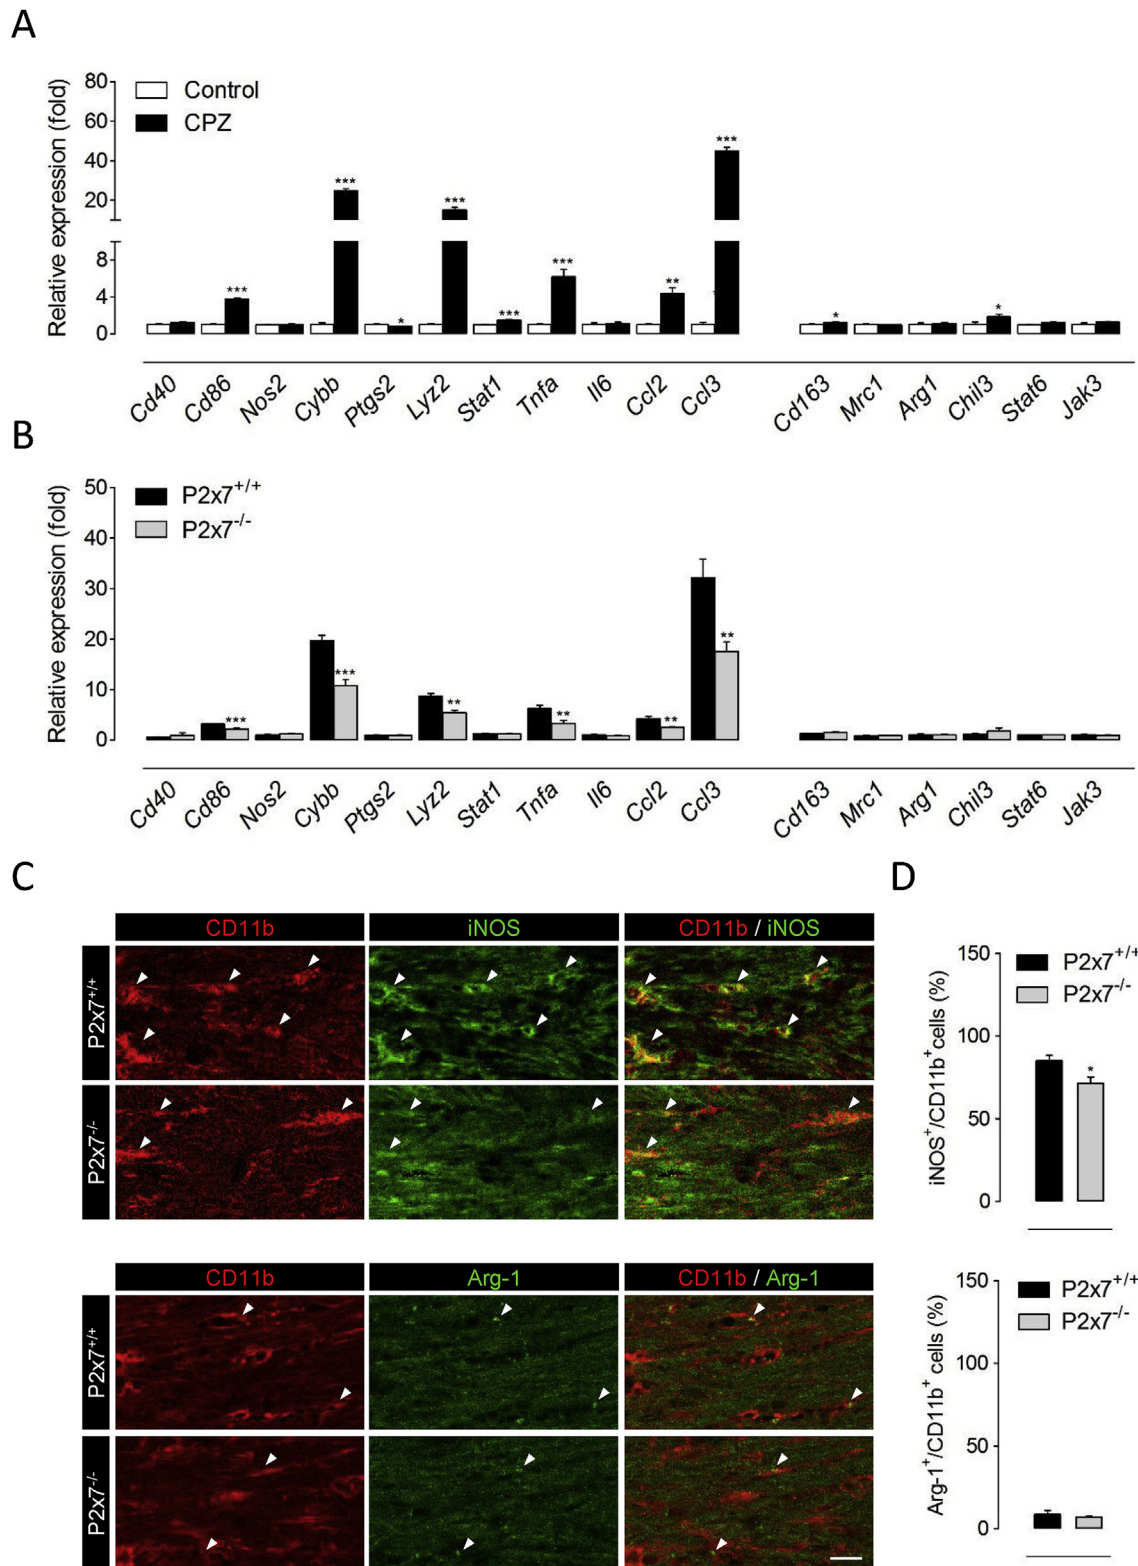 A
Relative expression (fold)
80
60
40
20
8
4
0
Control
CPZ
***
***
*
***
***
***
**
***
*
*
Cd40 Cd86 Nos2 Cybb Ptgs2 Lyz2 Stat1 Tnfa Il6 Ccl2 Ccl3 Cd163 Mrc1 Arg1 Chil3 Stat6 Jak3
B
Relative expression (fold)
50
40
30
20
10
0
P2x7+/+
P2x7-/-
***
***
**
**
**
**
Cd40 Cd86 Nos2 Cybb Ptgs2 Lyz2 Stat1 Tnfa Il6 Ccl2 Ccl3 Cd163 Mrc1 Arg1 Chil3 Stat6 Jak3
C
CD11b iNOS CD11b / iNOS
P2x7+/+
P2x7-/-
CD11b Arg-1 CD11b / Arg-1
P2x7+/+
P2x7-/-
D
iNOS+/CD11b+cells (%)
150
100
50
0
P2x7+/+
P2x7-/-
*
Arg-1+/CD11b+ cells (%)
150
100
50
0
P2x7+/+
P2x7-/-